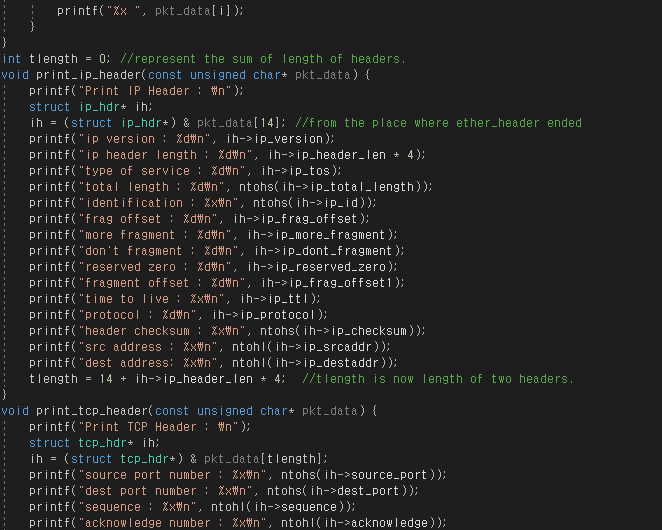 printf("%x ", pkt_data[i]);
}
}
int tlength = 0; //represent the sum of length of headers.
void print_ip_header(const unsigned char* pkt_data) {
printf("Print IP Header : ₩n");
struct ip_hdr* ih;
ih = (struct ip_hdr*) & pkt_data[14]; //from the place where ether_header ended
printf("ip version : %d₩n", ih->ip_version);
printf("ip header length : %d₩n", ih->ip_header_len * 4);
printf("type of service : %d₩n", ih->ip_tos);
printf("total length : %d₩n", ntohs(ih->ip_total_length));
printf("identification : %x₩n", ntohs(ih->ip_id));
printf("frag offset : %d₩n", ih->ip_frag_offset);
printf("more fragment : %d₩n", ih->ip_more_fragment);
printf("don't fragment : %d₩n", ih->ip_dont_fragment);
printf("reserved zero : %d₩n", ih->ip_reserved_zero);
printf("fragment offset : %d₩n", ih->ip_frag_offset1);
printf("time to live : %x₩n", ih->ip_ttl);
printf("protocol : %d₩n", ih->ip_protocol);
printf("header checksum : %x₩n", ntohs(ih->ip_checksum));
printf("src address : %x₩n", ntohl(ih->ip_srcaddr));
printf("dest address: %x₩n", ntohl(ih->ip_destaddr));
tlength = 14 + ih->ip_header_len * 4;  //tlength is now length of two headers.
}
void print_tcp_header(const unsigned char* pkt_data) {
printf("Print TCP Header : ₩n");
struct tcp_hdr* ih;
ih = (struct tcp_hdr*) & pkt_data[tlength];
printf("source port number : %x₩n", ntohs(ih->source_port));
printf("dest port number : %x₩n", ntohs(ih->dest_port));
printf("sequence : %x₩n", ntohl(ih->sequence));
printf("acknowledge number : %x₩n", ntohl(ih->acknowledge));